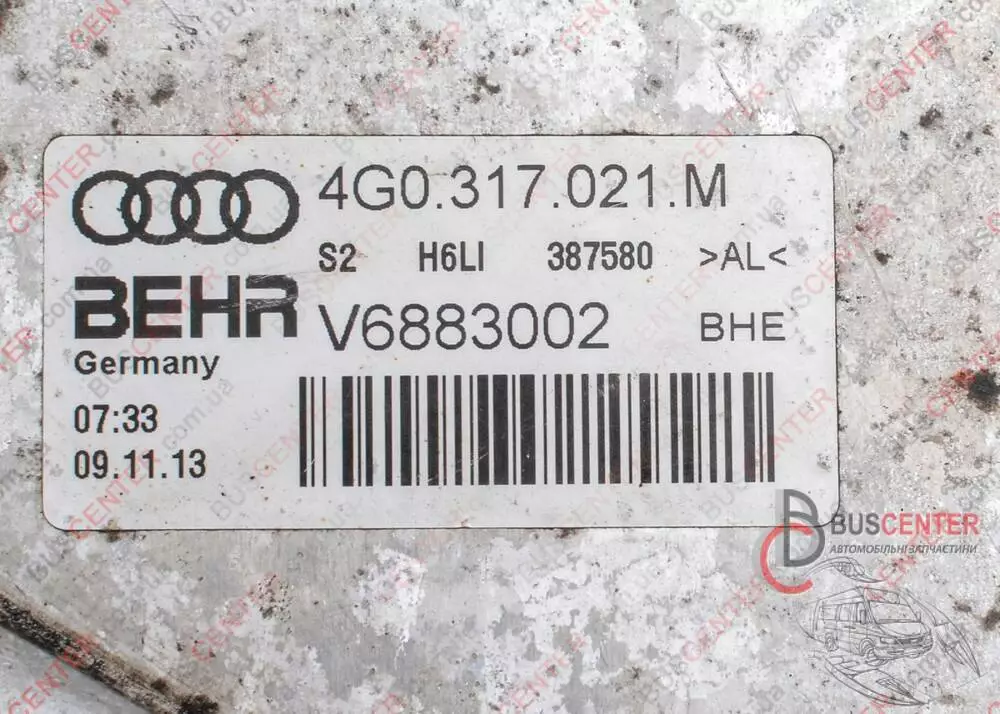 4G0.317.021.M
S2 H6LI 387580 >AL<
BEHR V6883002 BHE
Germany
07:33
09.11.13
BUSCENTER
АВТОМОБІЛЬНІ ЗАПЧАСТИНИ